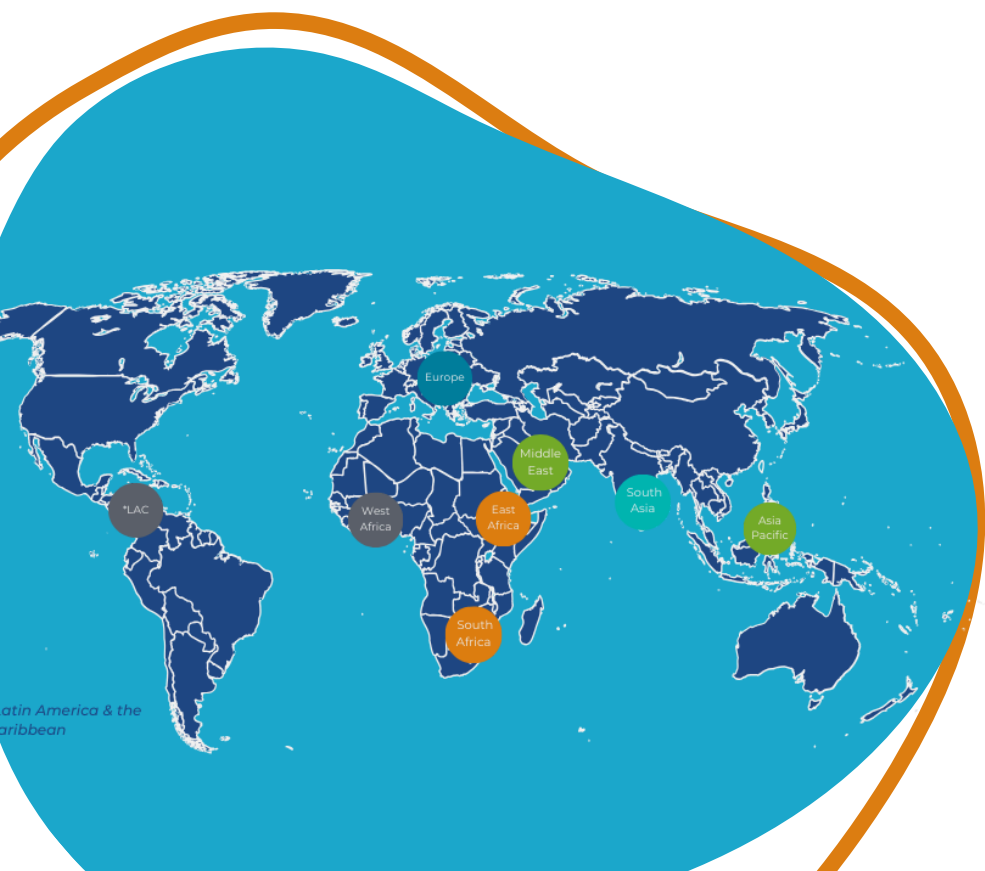 Europe
Middle
East
South
Asia
*LAC
West
Africa
East
Africa
Asia
Pacific
South
Africa
atin America & the
aribbean